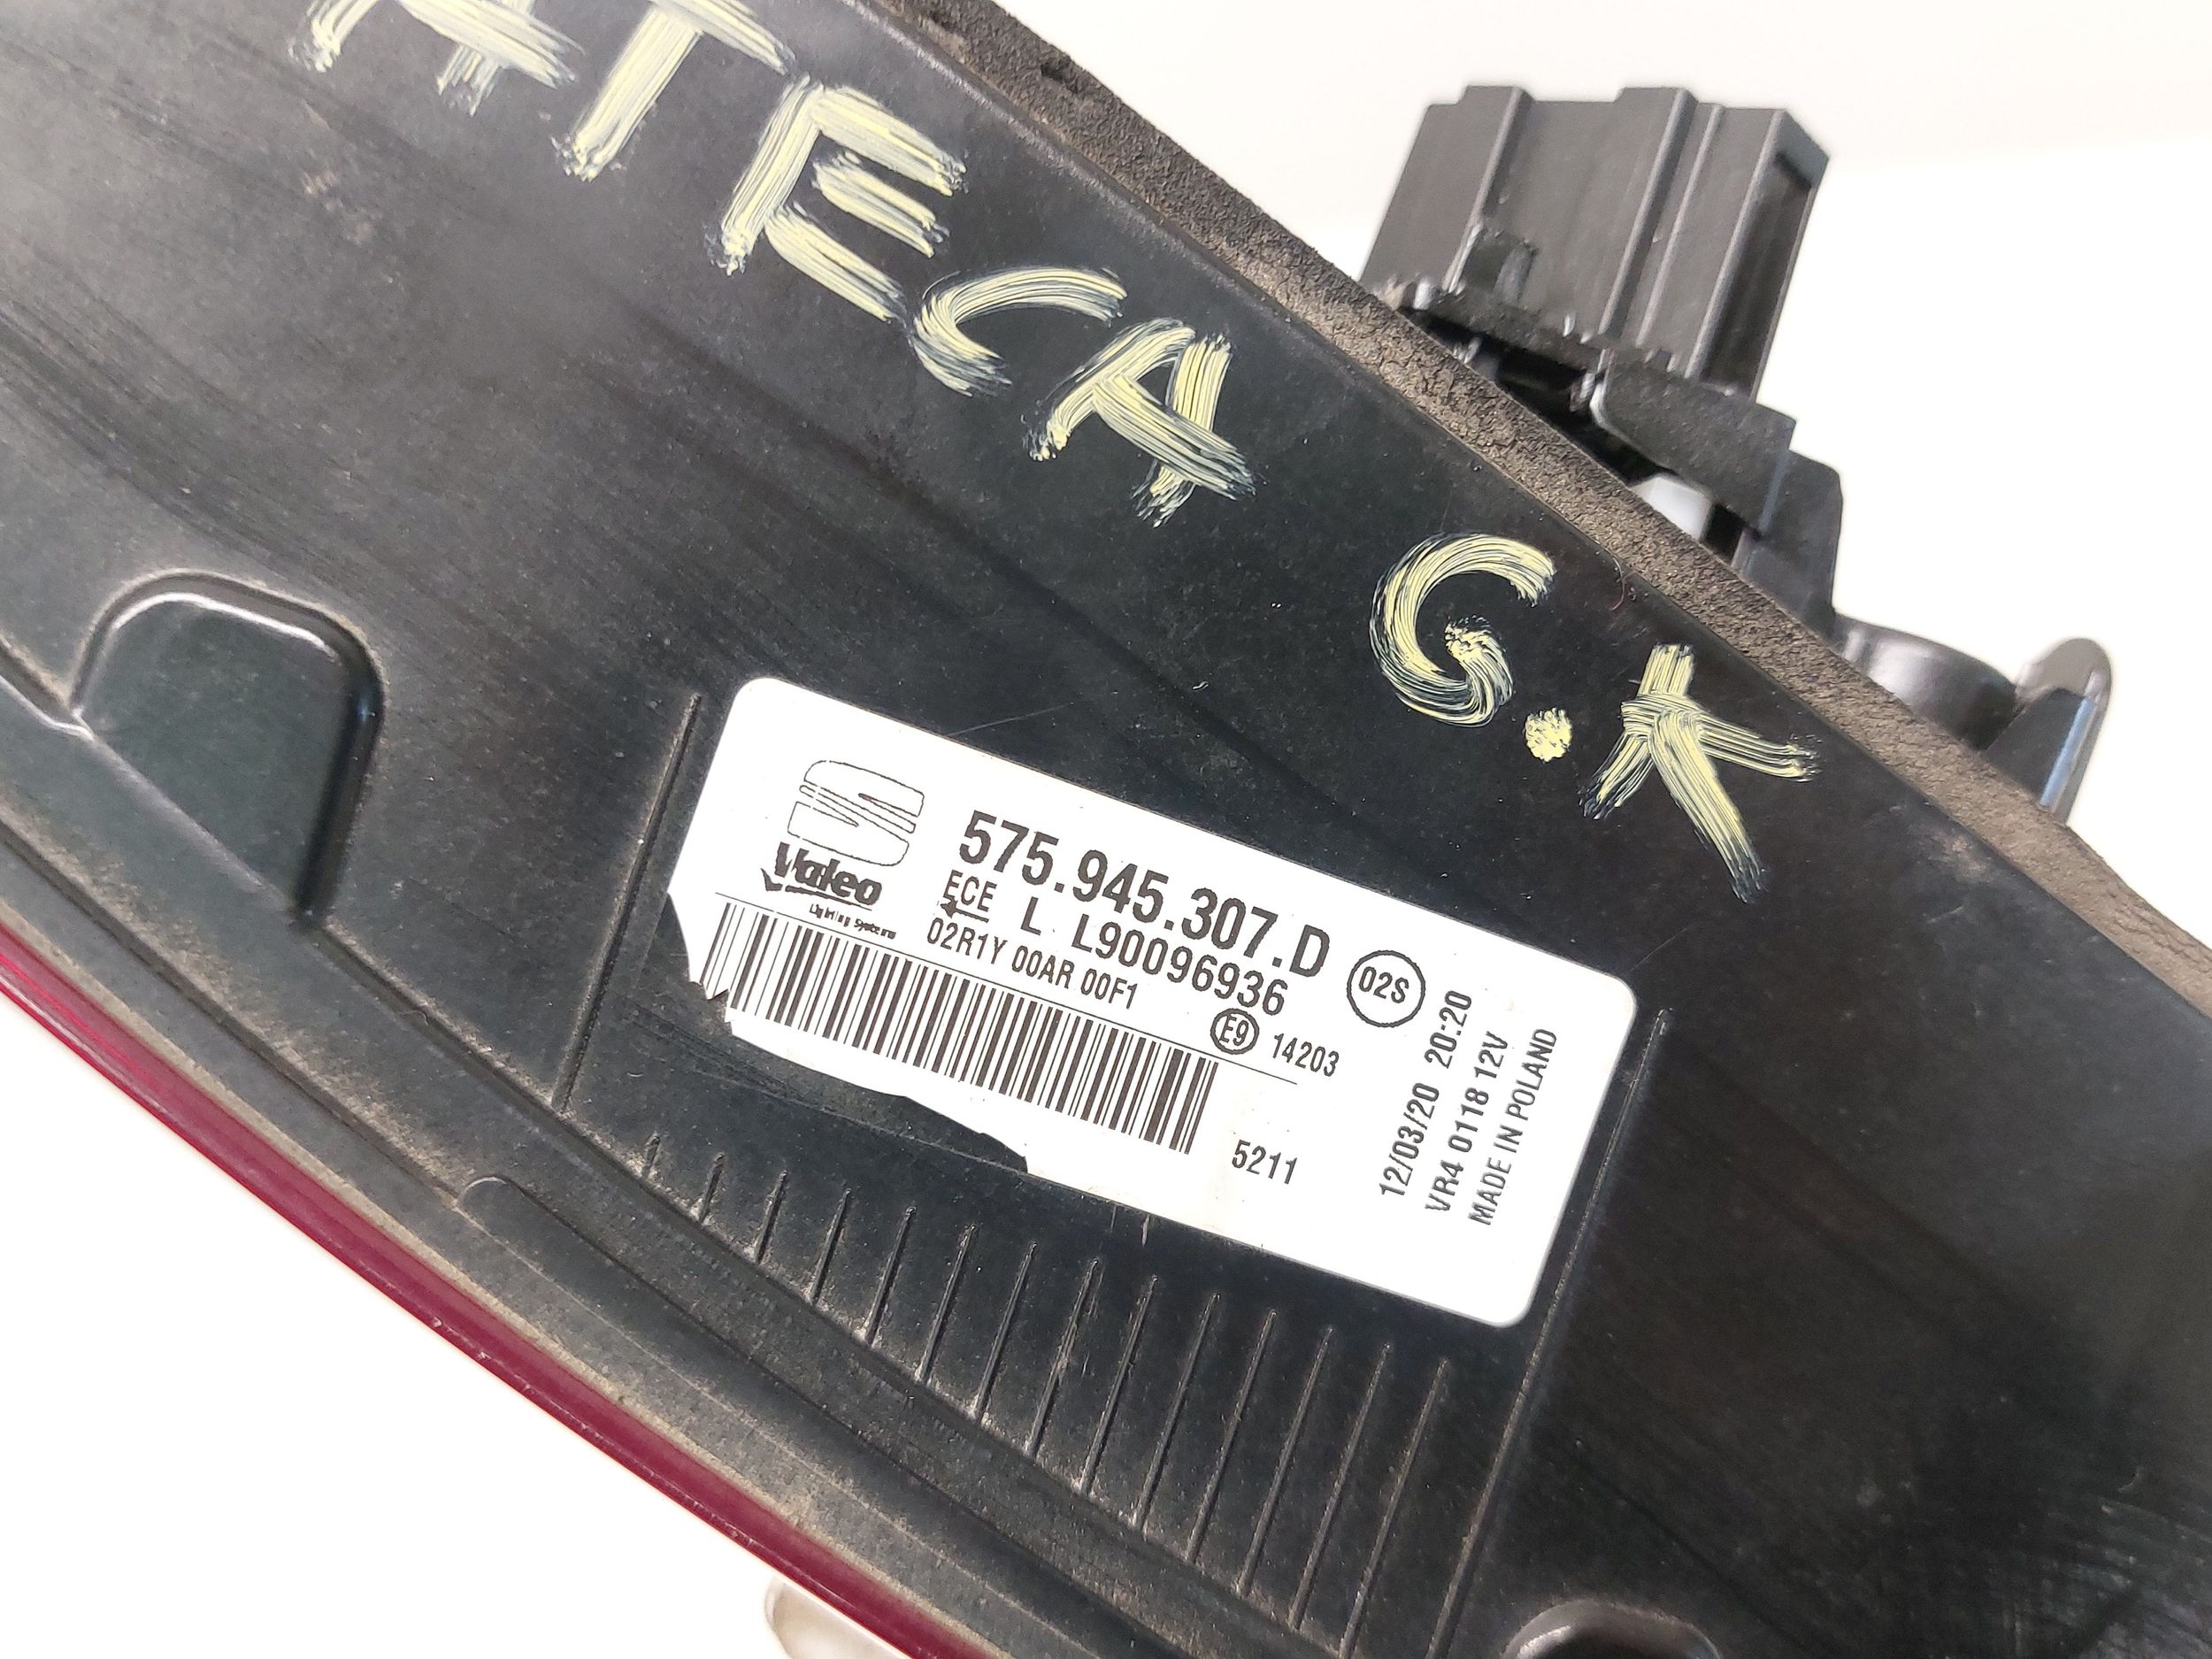 ATECA G.K
Valeo
Lighting Systems
575.945.307.D
ECE L L90096936
02S
02R1Y 00AR 00F1
E9 14203
5211
12/03/20 20:20
VR4 0118 12V
MADE IN POLAND